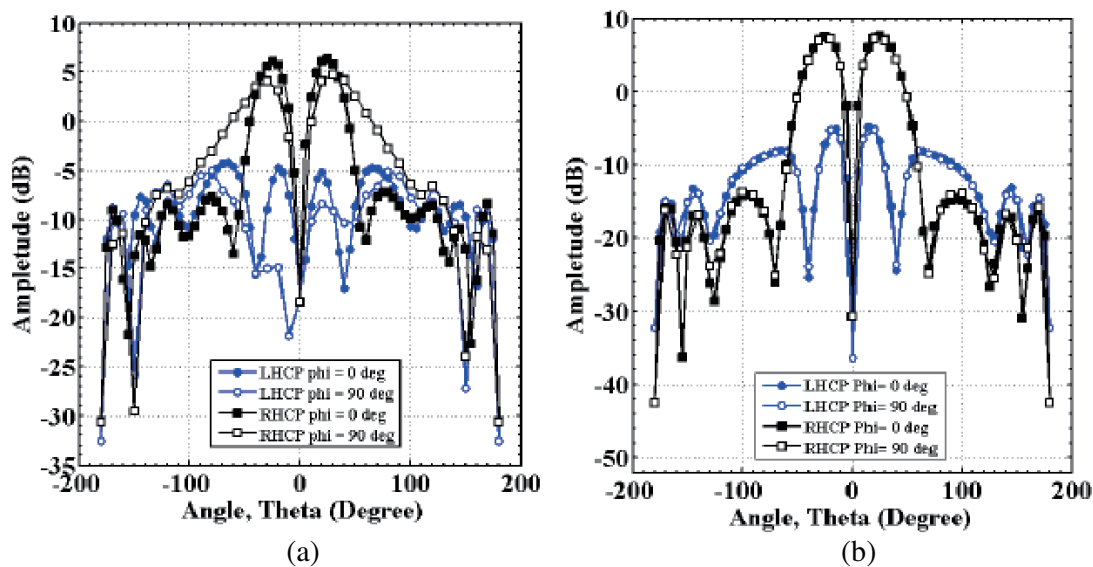 10
5
0
-5
-10
-15
-20
-25
-30
-35
Ampletude (dB)
LHCP phi = 0 deg
LHCP phi = 90 deg
RHCP phi = 0 deg
RHCP phi = 90 deg
-200 -100 0 100 200
Angle, Theta (Degree)
(a)
10
0
-10
-20
-30
-40
-50
Ampletude (dB)
LHCP Phi= 0 deg
LHCP Phi= 90 deg
RHCP Phi= 0 deg
RHCP Phi= 90 deg
-200 -100 0 100 200
Angle, Theta (Degree)
(b)